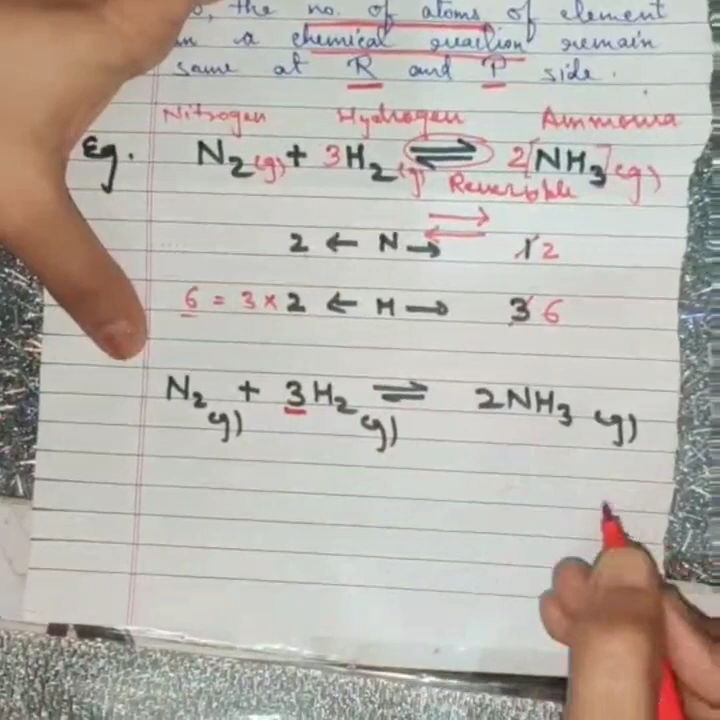 the no. of atoms of element
in a chemical reaction remain
same at R and P side.
Nitrogen Hydrogen Ammonia
Eg. N₂(g) + 3H₂(g) ⇌ 2[NH₃](g)
Reversible
2 ← N → 1 2
6 = 3 × 2 ← H → 3 6
N₂ (g) + 3H₂ (g) ⇌ 2NH₃ (g)